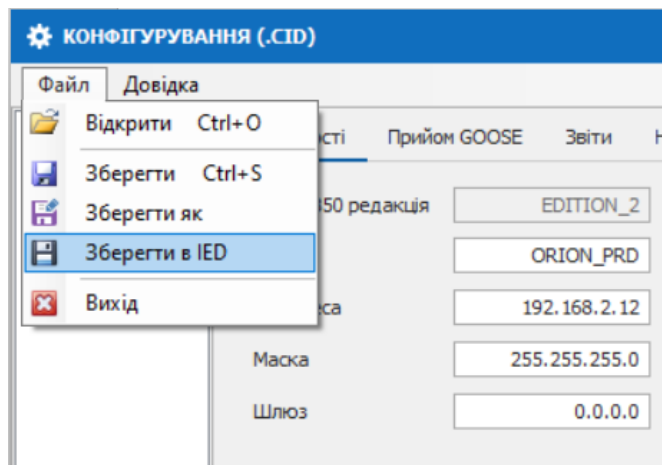 КОНФІГУРУВАННЯ (.CID)
Файл Довідка
Відкрити Ctrl+O
Прийом GOOSE Звіти
Зберегти Ctrl+S
Зберегти як
редакція EDITION_2
Зберегти в IED
ORION_PRD
Вихід
192.168.2.12
Маска 255.255.255.0
Шлюз 0.0.0.0